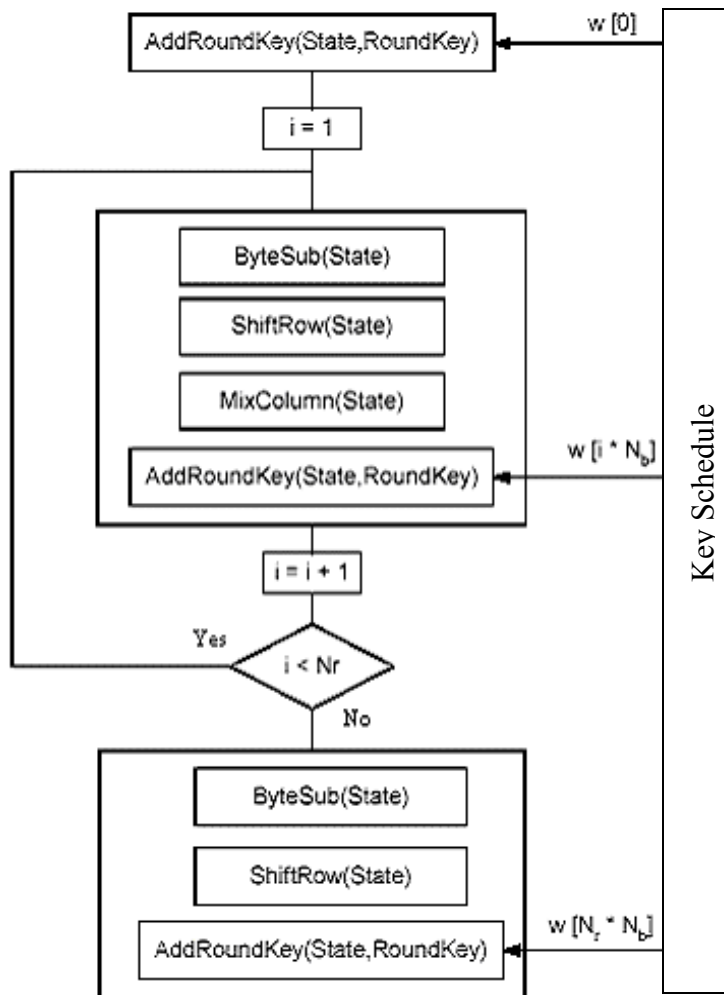 AddRoundKey(State,RoundKey)
w [0]
i = 1
ByteSub(State)
ShiftRow(State)
MixColumn(State)
AddRoundKey(State,RoundKey)
w [i * N_b]
i = i + 1
Yes
i < Nr
No
ByteSub(State)
ShiftRow(State)
AddRoundKey(State,RoundKey)
w [N_r * N_b]
Key Schedule